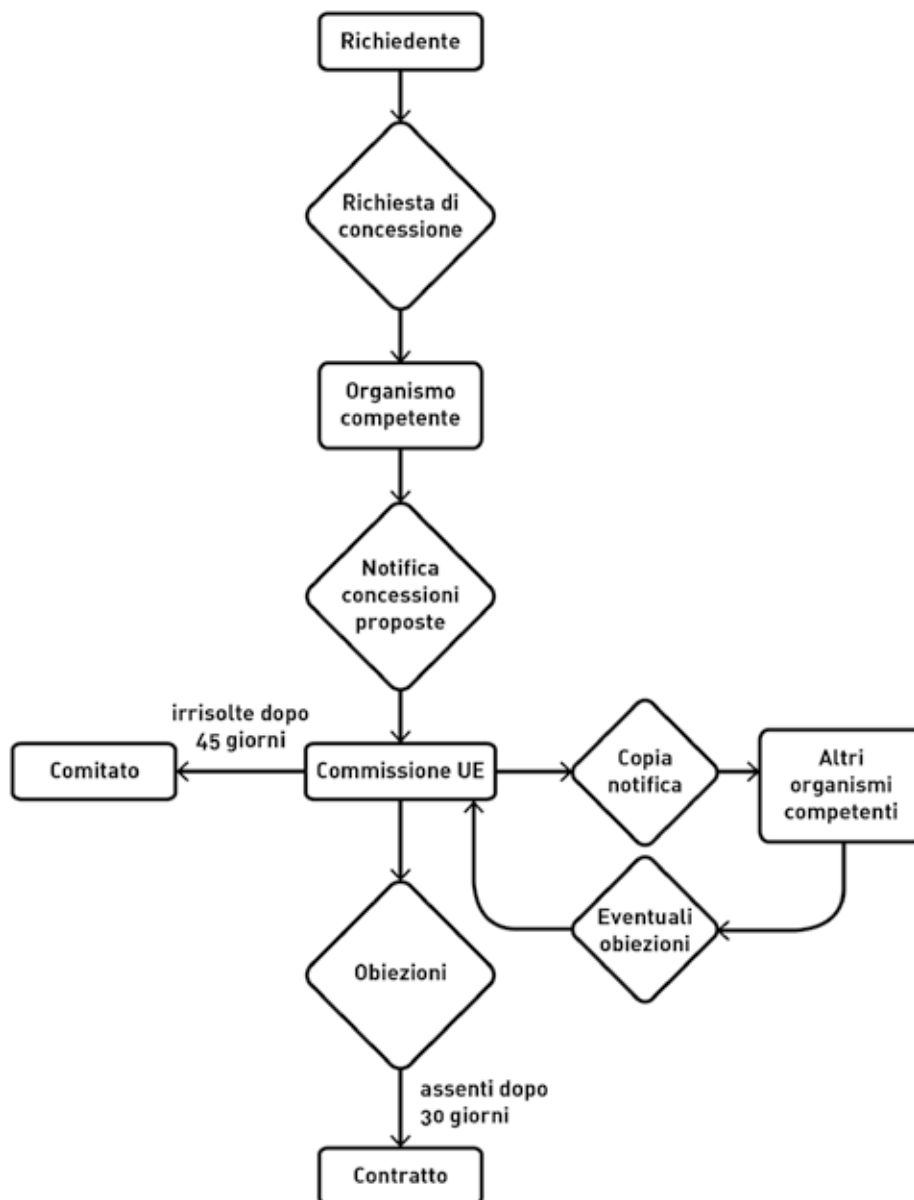 Richiedente
Richiesta di
concessione
Organismo
competente
Notifica
concessioni
proposte
irrisolte dopo
45 giorni
Comitato
Commissione UE
Copia
notifica
Altri
organismi
competenti
Eventuali
obiezioni
Obiezioni
assenti dopo
30 giorni
Contratto